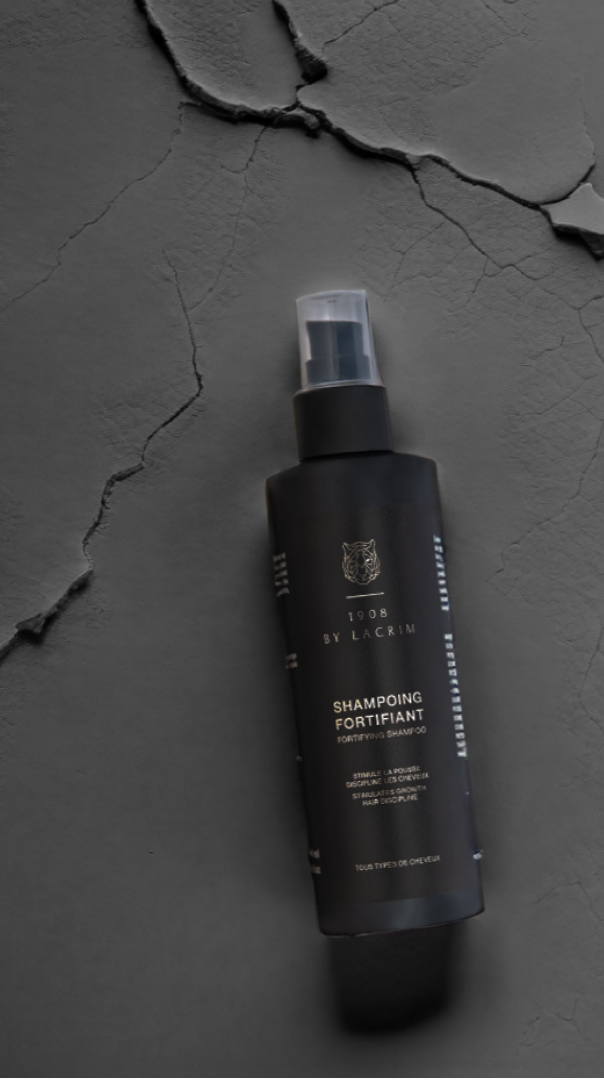 1908
BY LACRIM
SHAMPOING
FORTIFIANT
FORTIFYING SHAMPOO
STIMULE LA POUSSE
DISCIPLINE LES CHEVEUX
STIMULATES GROWTH
HAIR DISCIPLINE
TOUS TYPES DE CHEVEUX